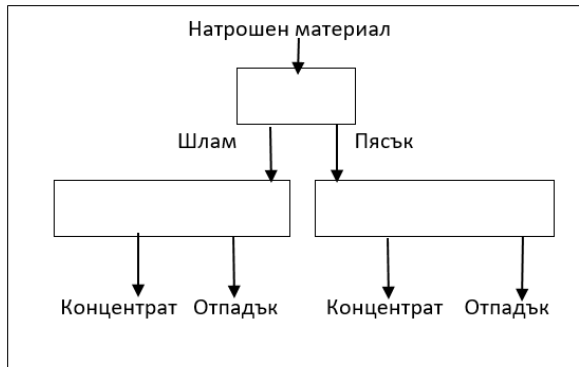 Натрошен материал
Шлам Пясък
Концентрат Отпадък Концентрат Отпадък